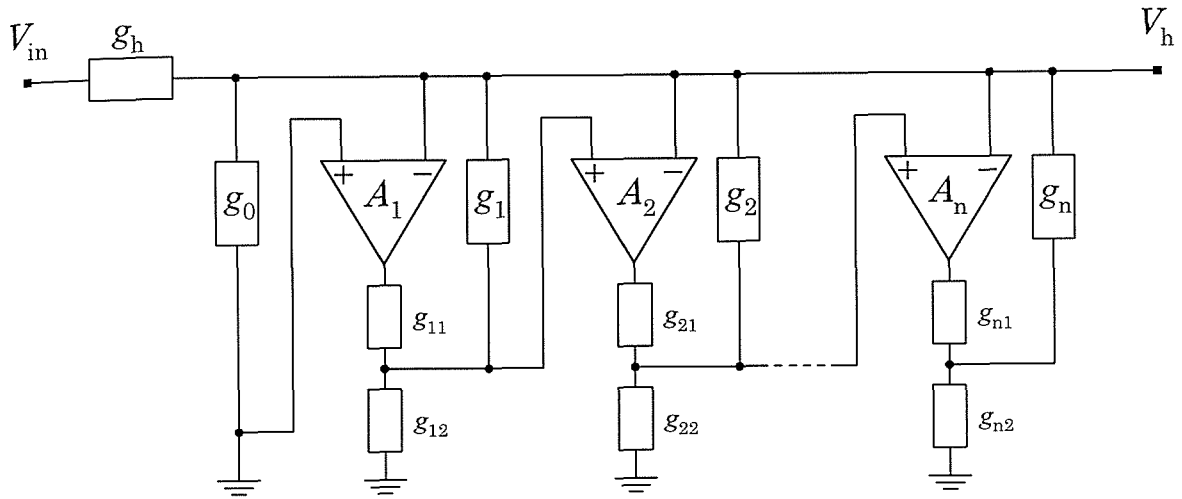 V_in
g_h
V_h
g_0
+ − A_1
g_1
+ − A_2
g_2
+ − A_n
g_n
g_11
g_21
g_n1
g_12
g_22
g_n2